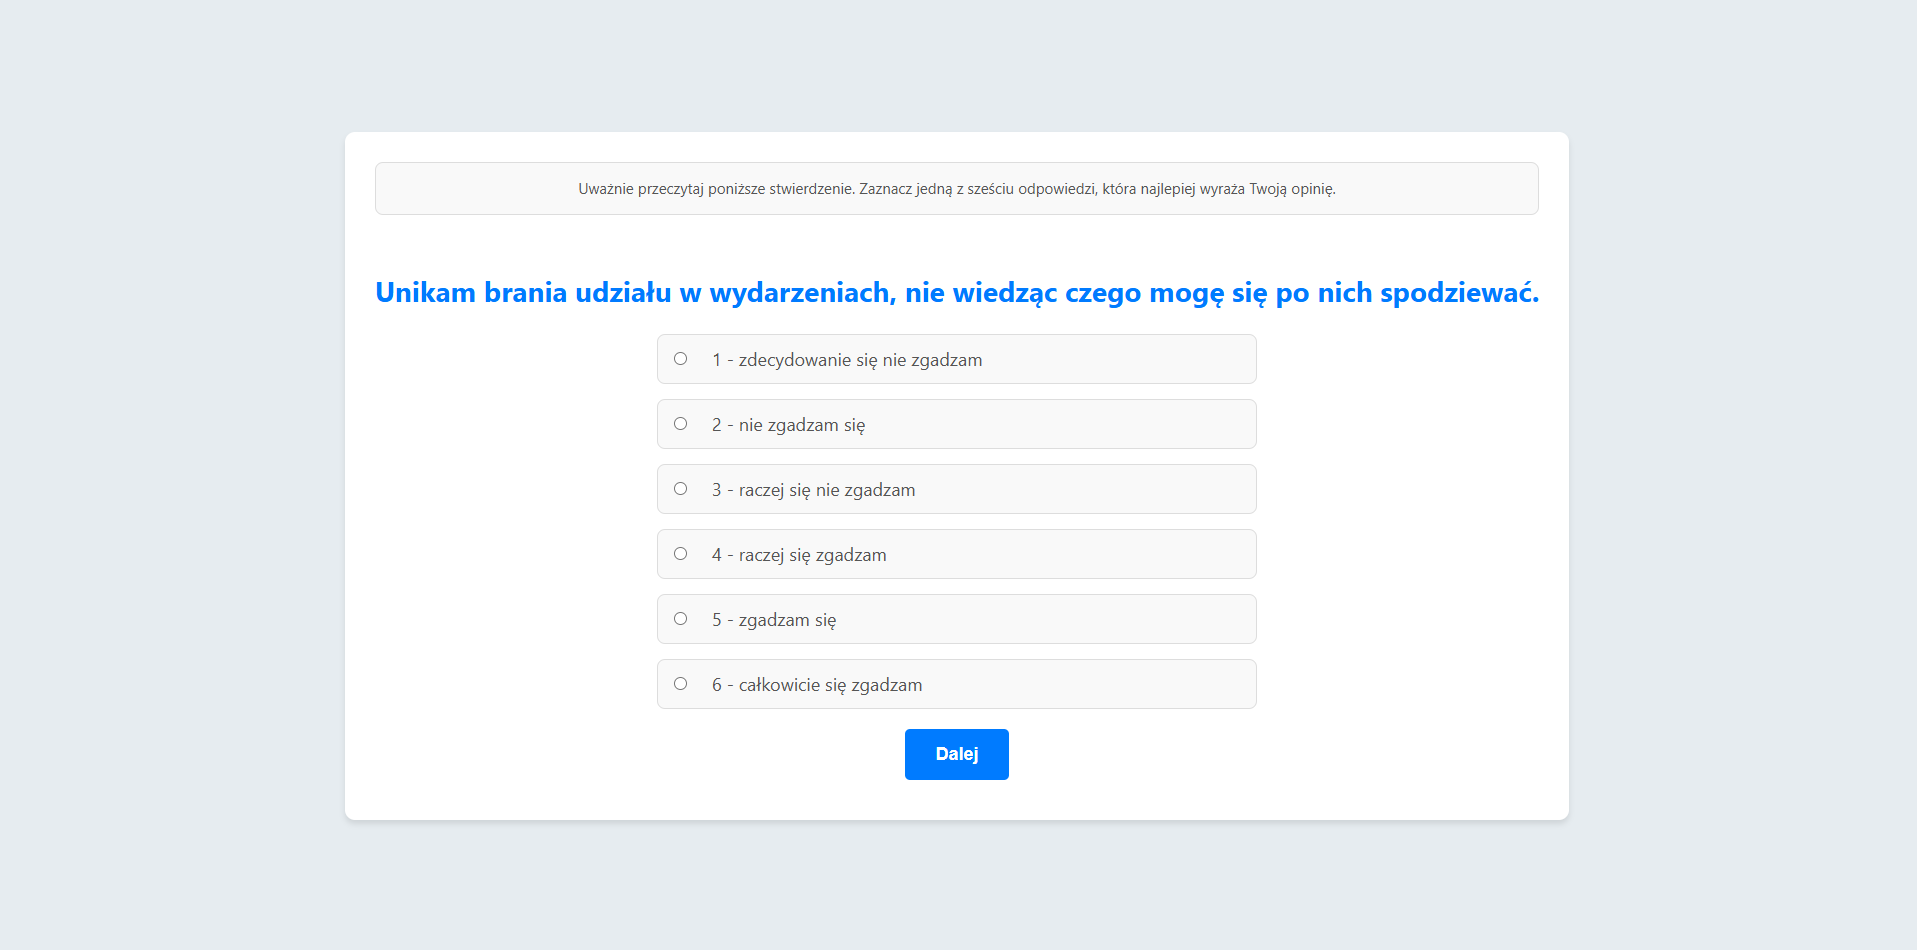 Uważnie przeczytaj poniższe stwierdzenie. Zaznacz jedną z sześciu odpowiedzi, która najlepiej wyraża Twoją opinię.
Unikam brania udziału w wydarzeniach, nie wiedząc czego mogę się po nich spodziewać.
1 - zdecydowanie się nie zgadzam
2 - nie zgadzam się
3 - raczej się nie zgadzam
4 - raczej się zgadzam
5 - zgadzam się
6 - całkowicie się zgadzam
Dalej